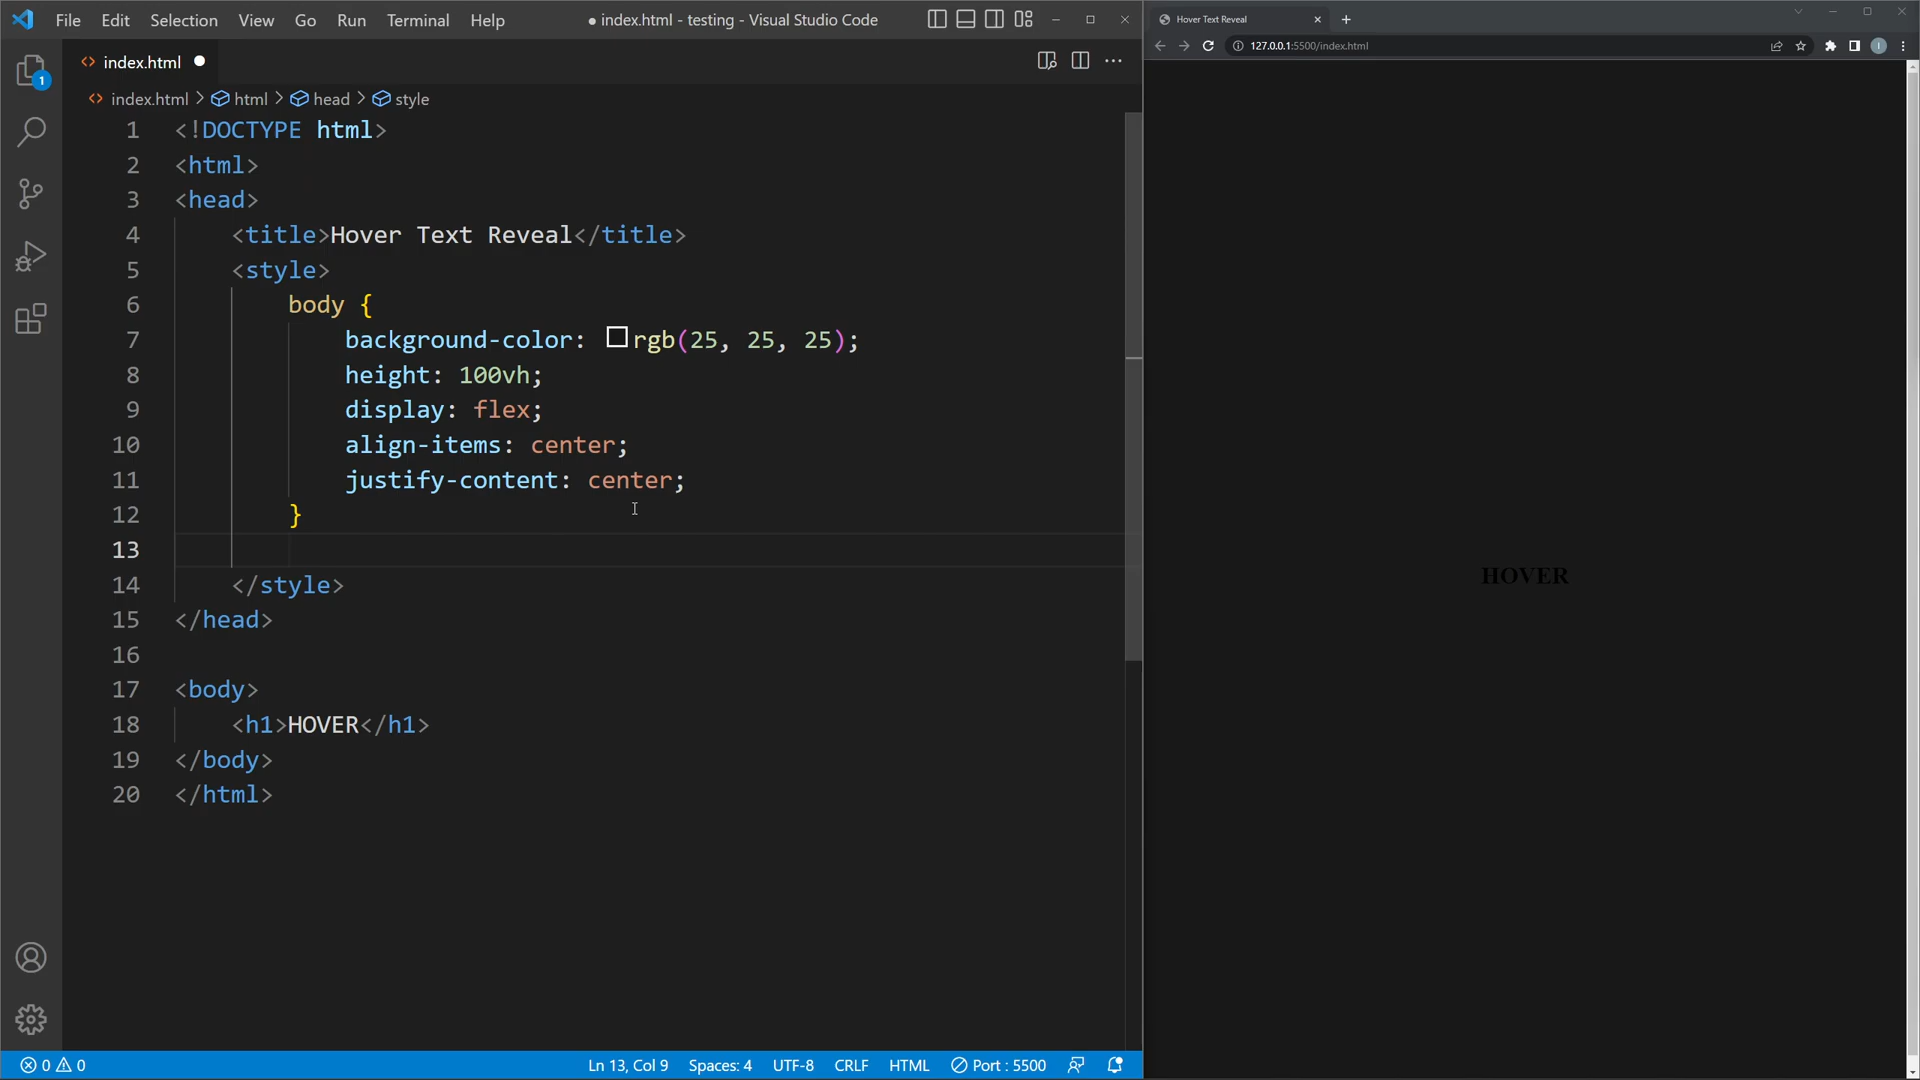 File Edit Selection View Go Run Terminal Help ● index.html - testing - Visual Studio Code
Hover Text Reveal
127.0.0.1:5500/index.html
1
index.html
index.html > html > head > style
1 <!DOCTYPE html>
2 <html>
3 <head>
4 <title>Hover Text Reveal</title>
5 <style>
6 body {
7 background-color: rgb(25, 25, 25);
8 height: 100vh;
9 display: flex;
10 align-items: center;
11 justify-content: center;
12 }
13
14 </style>
15 </head>
16
17 <body>
18 <h1>HOVER</h1>
19 </body>
20 </html>
HOVER
0 0 Ln 13, Col 9 Spaces: 4 UTF-8 CRLF HTML Port : 5500